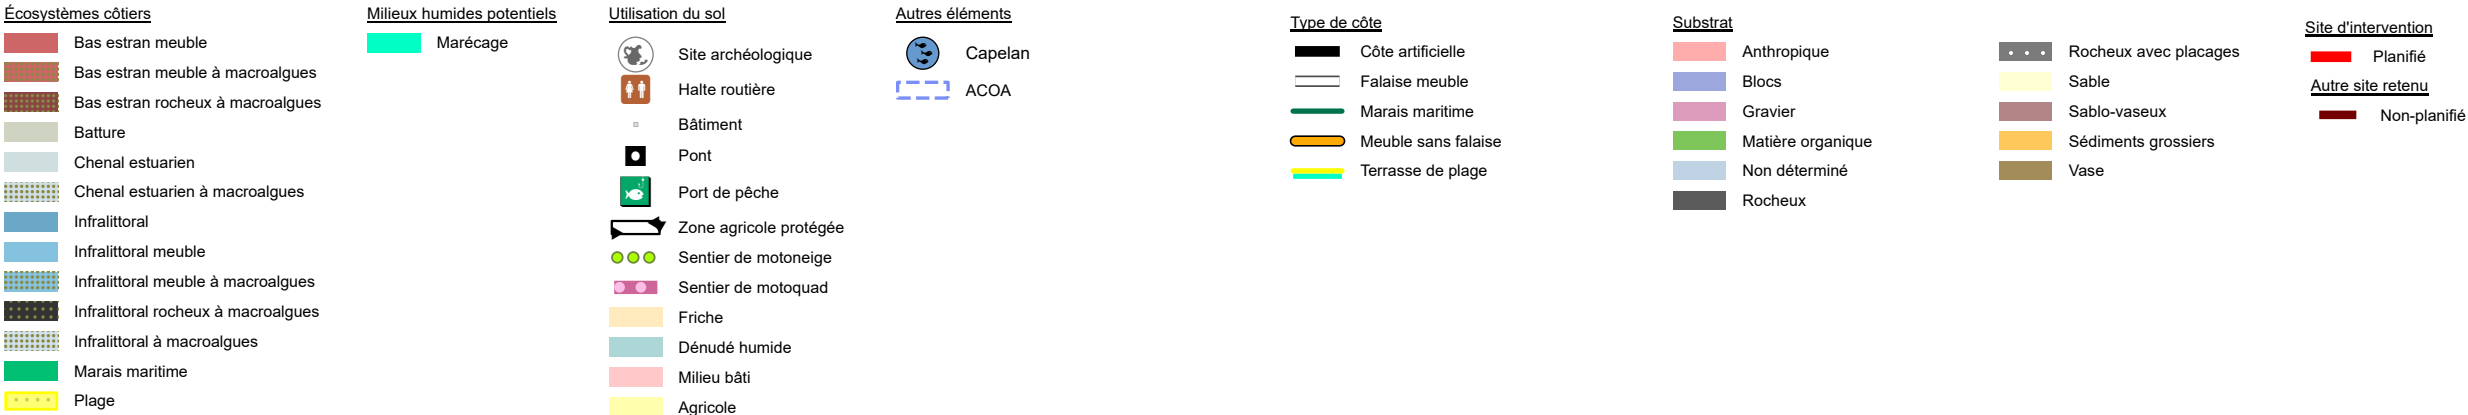 Écosystèmes côtiers
Bas estran meuble
Bas estran meuble à macroalgues
Bas estran rocheux à macroalgues
Batture
Chenal estuarien
Chenal estuarien à macroalgues
Infralittoral
Infralittoral meuble
Infralittoral meuble à macroalgues
Infralittoral rocheux à macroalgues
Infralittoral à macroalgues
Marais maritime
Plage
Milieux humides potentiels
Marécage
Utilisation du sol
Site archéologique
Halte routière
Bâtiment
Pont
Port de pêche
Zone agricole protégée
Sentier de motoneige
Sentier de motoquad
Friche
Dénudé humide
Milieu bâti
Agricole
Autres éléments
Capelan
ACOA
Type de côte
Côte artificielle
Falaise meuble
Marais maritime
Meuble sans falaise
Terrasse de plage
Substrat
Anthropique
Blocs
Gravier
Matière organique
Non déterminé
Rocheux
Rocheux avec placages
Sable
Sablo-vaseux
Sédiments grossiers
Vase
Site d'intervention
Planifié
Autre site retenu
Non-planifié